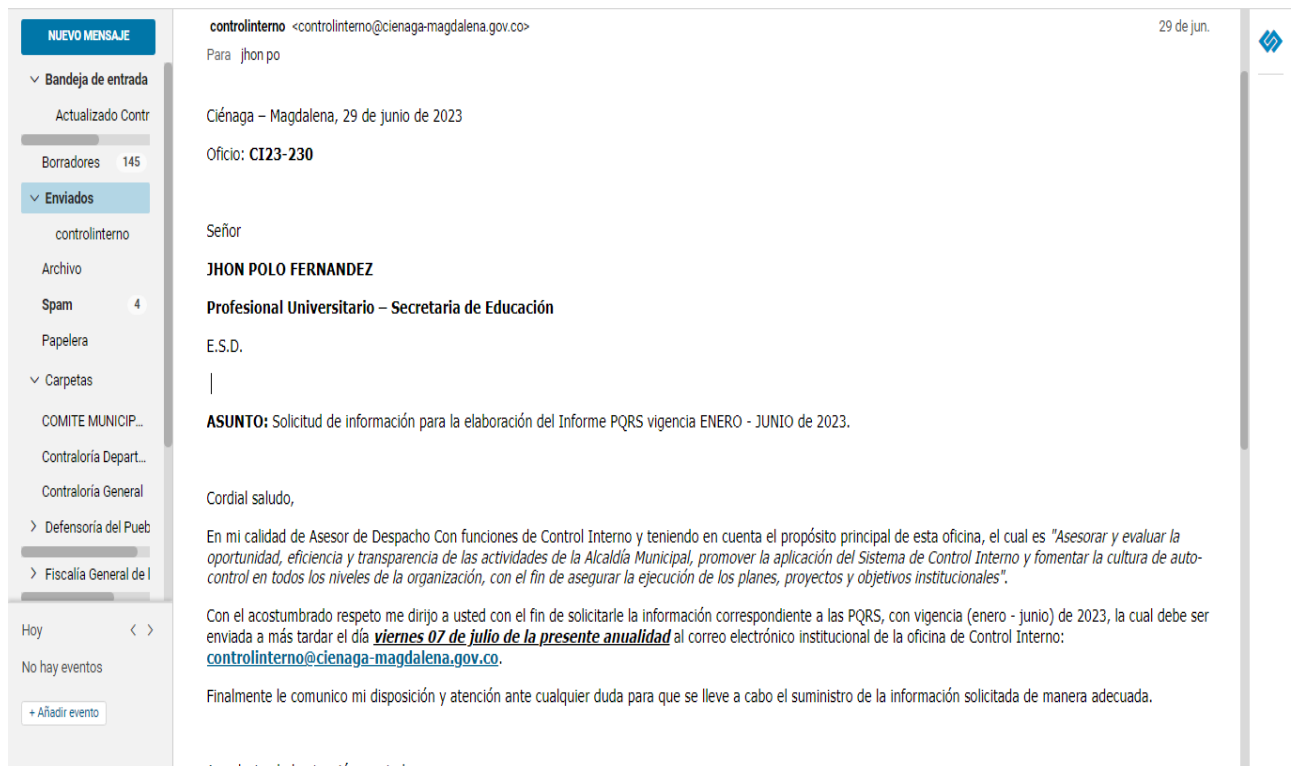 NUEVO MENSAJE
Bandeja de entrada
Actualizado Contr
Borradores 145
Enviados
controlinterno
Archivo
Spam 4
Papelera
Carpetas
COMITE MUNICIP...
Contraloría Depart...
Contraloría General
Defensoría del Pueb
Fiscalía General de l
Hoy
No hay eventos
+ Añadir evento
controlinterno <controlinterno@cienaga-magdalena.gov.co> 29 de jun.
Para jhon po
Ciénaga – Magdalena, 29 de junio de 2023
Oficio: CI23-230
Señor
JHON POLO FERNANDEZ
Profesional Universitario – Secretaria de Educación
E.S.D.
ASUNTO: Solicitud de información para la elaboración del Informe PQRS vigencia ENERO - JUNIO de 2023.
Cordial saludo,
En mi calidad de Asesor de Despacho Con funciones de Control Interno y teniendo en cuenta el propósito principal de esta oficina, el cual es "Asesorar y evaluar la
oportunidad, eficiencia y transparencia de las actividades de la Alcaldía Municipal, promover la aplicación del Sistema de Control Interno y fomentar la cultura de auto-
control en todos los niveles de la organización, con el fin de asegurar la ejecución de los planes, proyectos y objetivos institucionales".
Con el acostumbrado respeto me dirijo a usted con el fin de solicitarle la información correspondiente a las PQRS, con vigencia (enero - junio) de 2023, la cual debe ser
enviada a más tardar el día viernes 07 de julio de la presente anualidad al correo electrónico institucional de la oficina de Control Interno:
controlinterno@cienaga-magdalena.gov.co.
Finalmente le comunico mi disposición y atención ante cualquier duda para que se lleve a cabo el suministro de la información solicitada de manera adecuada.